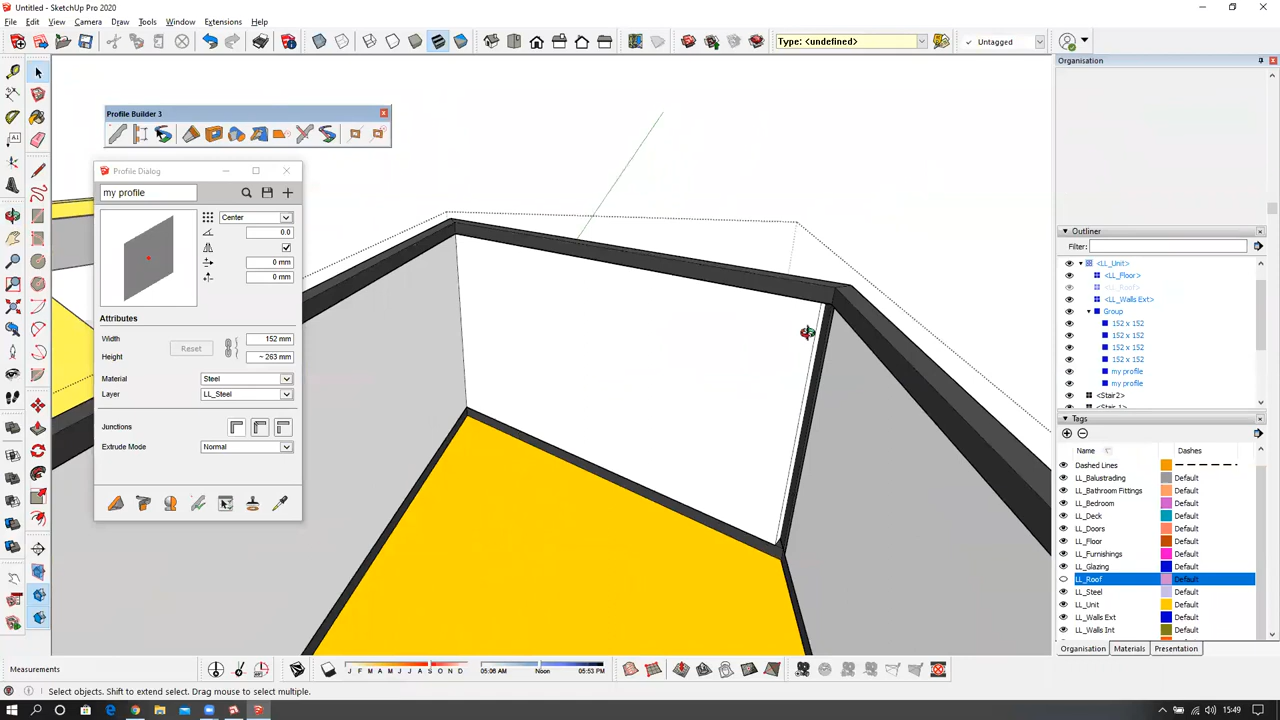 Untitled - SketchUp Pro 2020
File Edit View Camera Draw Tools Window Extensions Help
Type: <undefined>
Untagged
Organisation
Profile Builder 3
Profile Dialog
my profile
Center
0.0
0 mm
0 mm
Attributes
Width 152 mm
Reset
Height ~ 263 mm
Material Steel
Layer LL_Steel
Junctions
Extrude Mode Normal
Outliner
Filter:
<LL_Unit>
<LL_Floor>
<LL_Roof>
<LL_Walls Ext>
Group
152 x 152
152 x 152
152 x 152
152 x 152
my profile
my profile
<Stair2>
Tags
Name Dashes
Dashed Lines
LL_Balustrading Default
LL_Bathroom Fittings Default
LL_Bedroom Default
LL_Deck Default
LL_Doors Default
LL_Floor Default
LL_Furnishings Default
LL_Glazing Default
LL_Roof Default
LL_Steel Default
LL_Unit Default
LL_Walls Ext Default
LL_Walls Int Default
Organisation Materials Presentation
Measurements
J F M A M J J A S O N D
05:06 AM Noon 05:53 PM
Select objects. Shift to extend select. Drag mouse to select multiple.
15:49